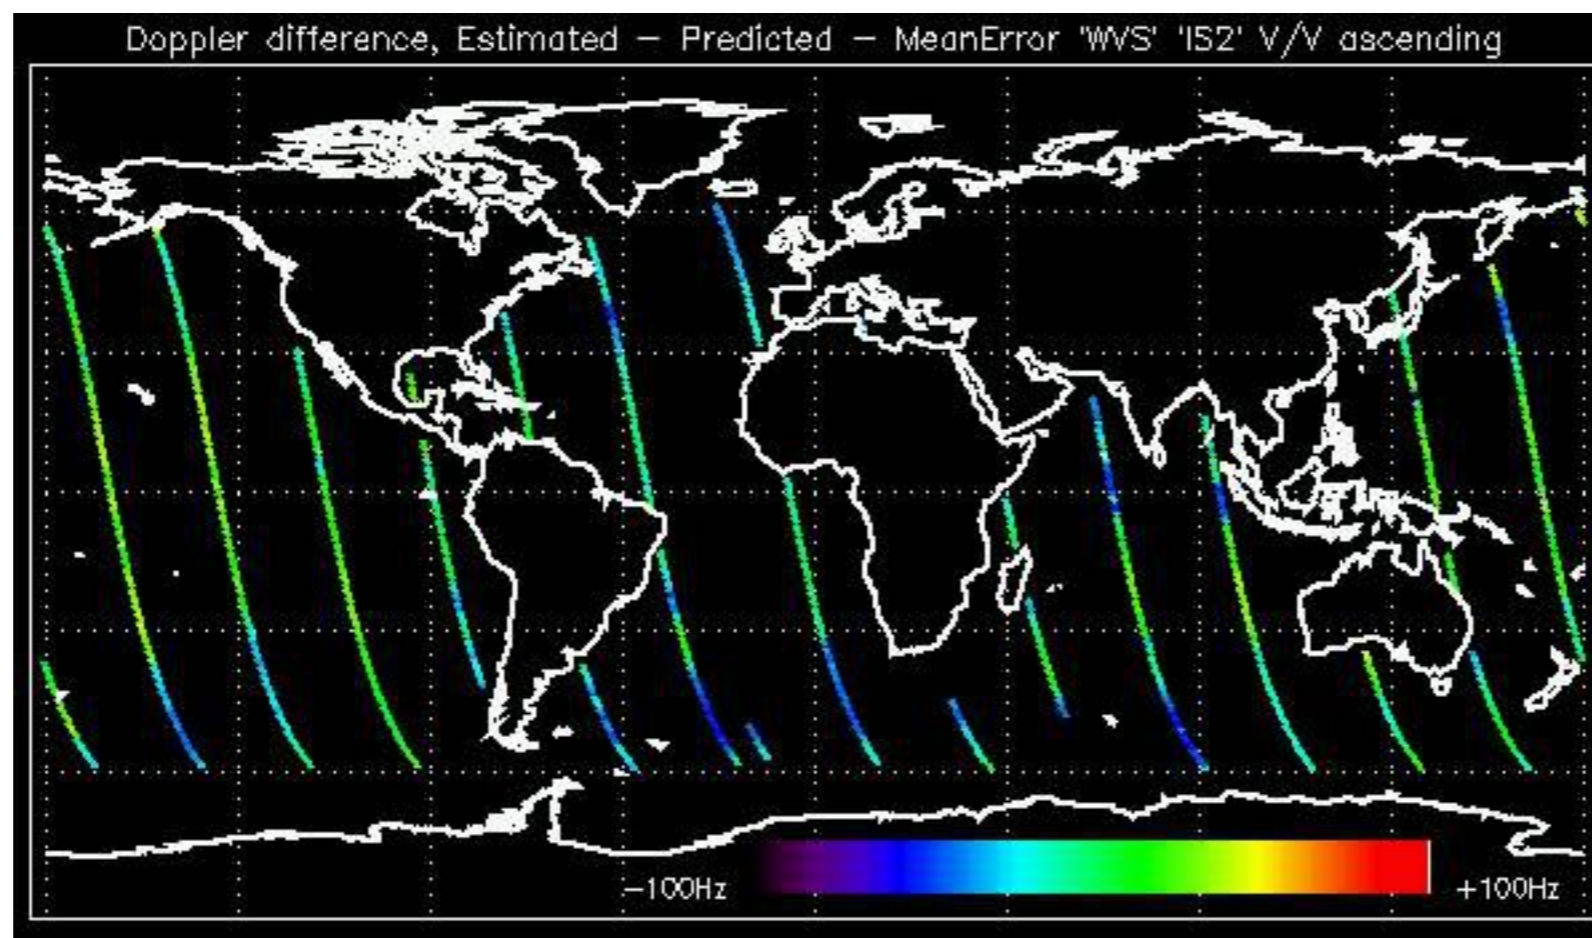 Doppler difference, Estimated - Predicted - MeanError 'WVS' 'IS2' V/V ascending
-100Hz
+100Hz